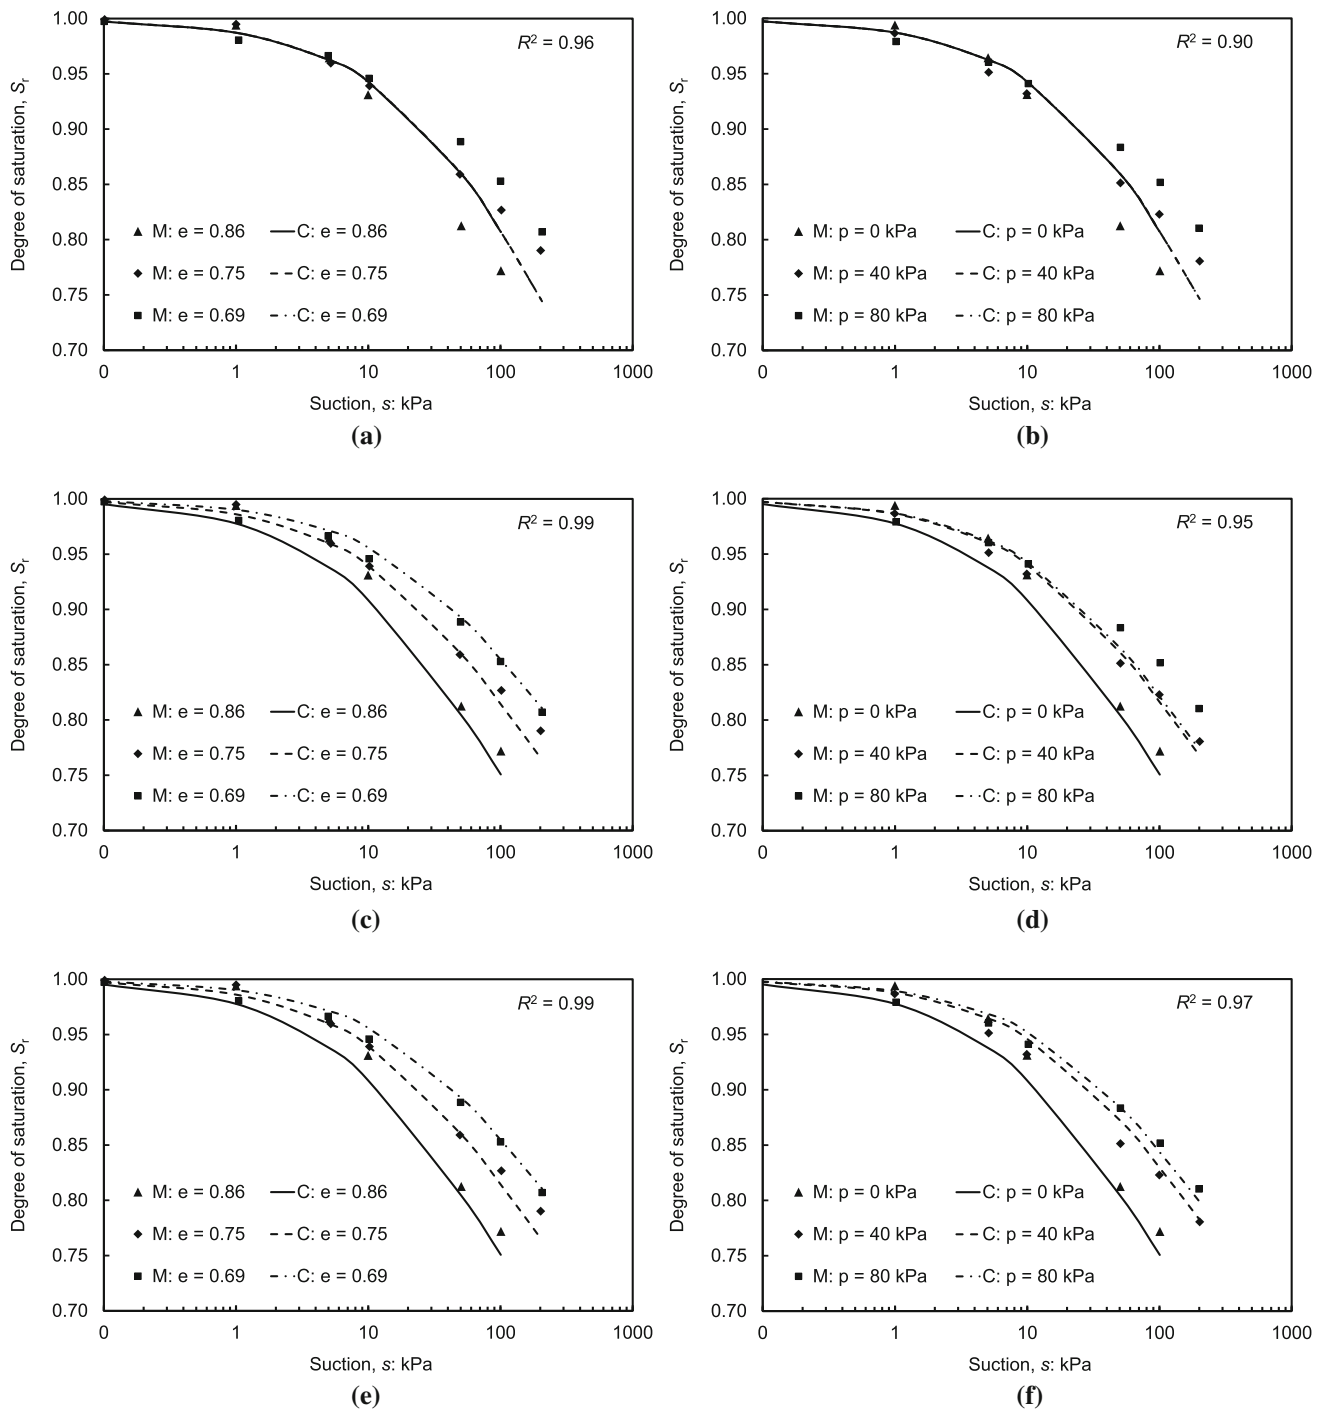 1.00
0.95
0.90
0.85
0.80
0.75
0.70
Degree of saturation, Sr
R² = 0.96
M: e = 0.86 C: e = 0.86
M: e = 0.75 C: e = 0.75
M: e = 0.69 C: e = 0.69
0 1 10 100 1000
Suction, s: kPa
(a)
1.00
0.95
0.90
0.85
0.80
0.75
0.70
Degree of saturation, Sr
R² = 0.90
M: p = 0 kPa C: p = 0 kPa
M: p = 40 kPa C: p = 40 kPa
M: p = 80 kPa C: p = 80 kPa
0 1 10 100 1000
Suction, s: kPa
(b)
1.00
0.95
0.90
0.85
0.80
0.75
0.70
Degree of saturation, Sr
R² = 0.99
M: e = 0.86 C: e = 0.86
M: e = 0.75 C: e = 0.75
M: e = 0.69 C: e = 0.69
0 1 10 100 1000
Suction, s: kPa
(c)
1.00
0.95
0.90
0.85
0.80
0.75
0.70
Degree of saturation, Sr
R² = 0.95
M: p = 0 kPa C: p = 0 kPa
M: p = 40 kPa C: p = 40 kPa
M: p = 80 kPa C: p = 80 kPa
0 1 10 100 1000
Suction, s: kPa
(d)
1.00
0.95
0.90
0.85
0.80
0.75
0.70
Degree of saturation, Sr
R² = 0.99
M: e = 0.86 C: e = 0.86
M: e = 0.75 C: e = 0.75
M: e = 0.69 C: e = 0.69
0 1 10 100 1000
Suction, s: kPa
(e)
1.00
0.95
0.90
0.85
0.80
0.75
0.70
Degree of saturation, Sr
R² = 0.97
M: p = 0 kPa C: p = 0 kPa
M: p = 40 kPa C: p = 40 kPa
M: p = 80 kPa C: p = 80 kPa
0 1 10 100 1000
Suction, s: kPa
(f)